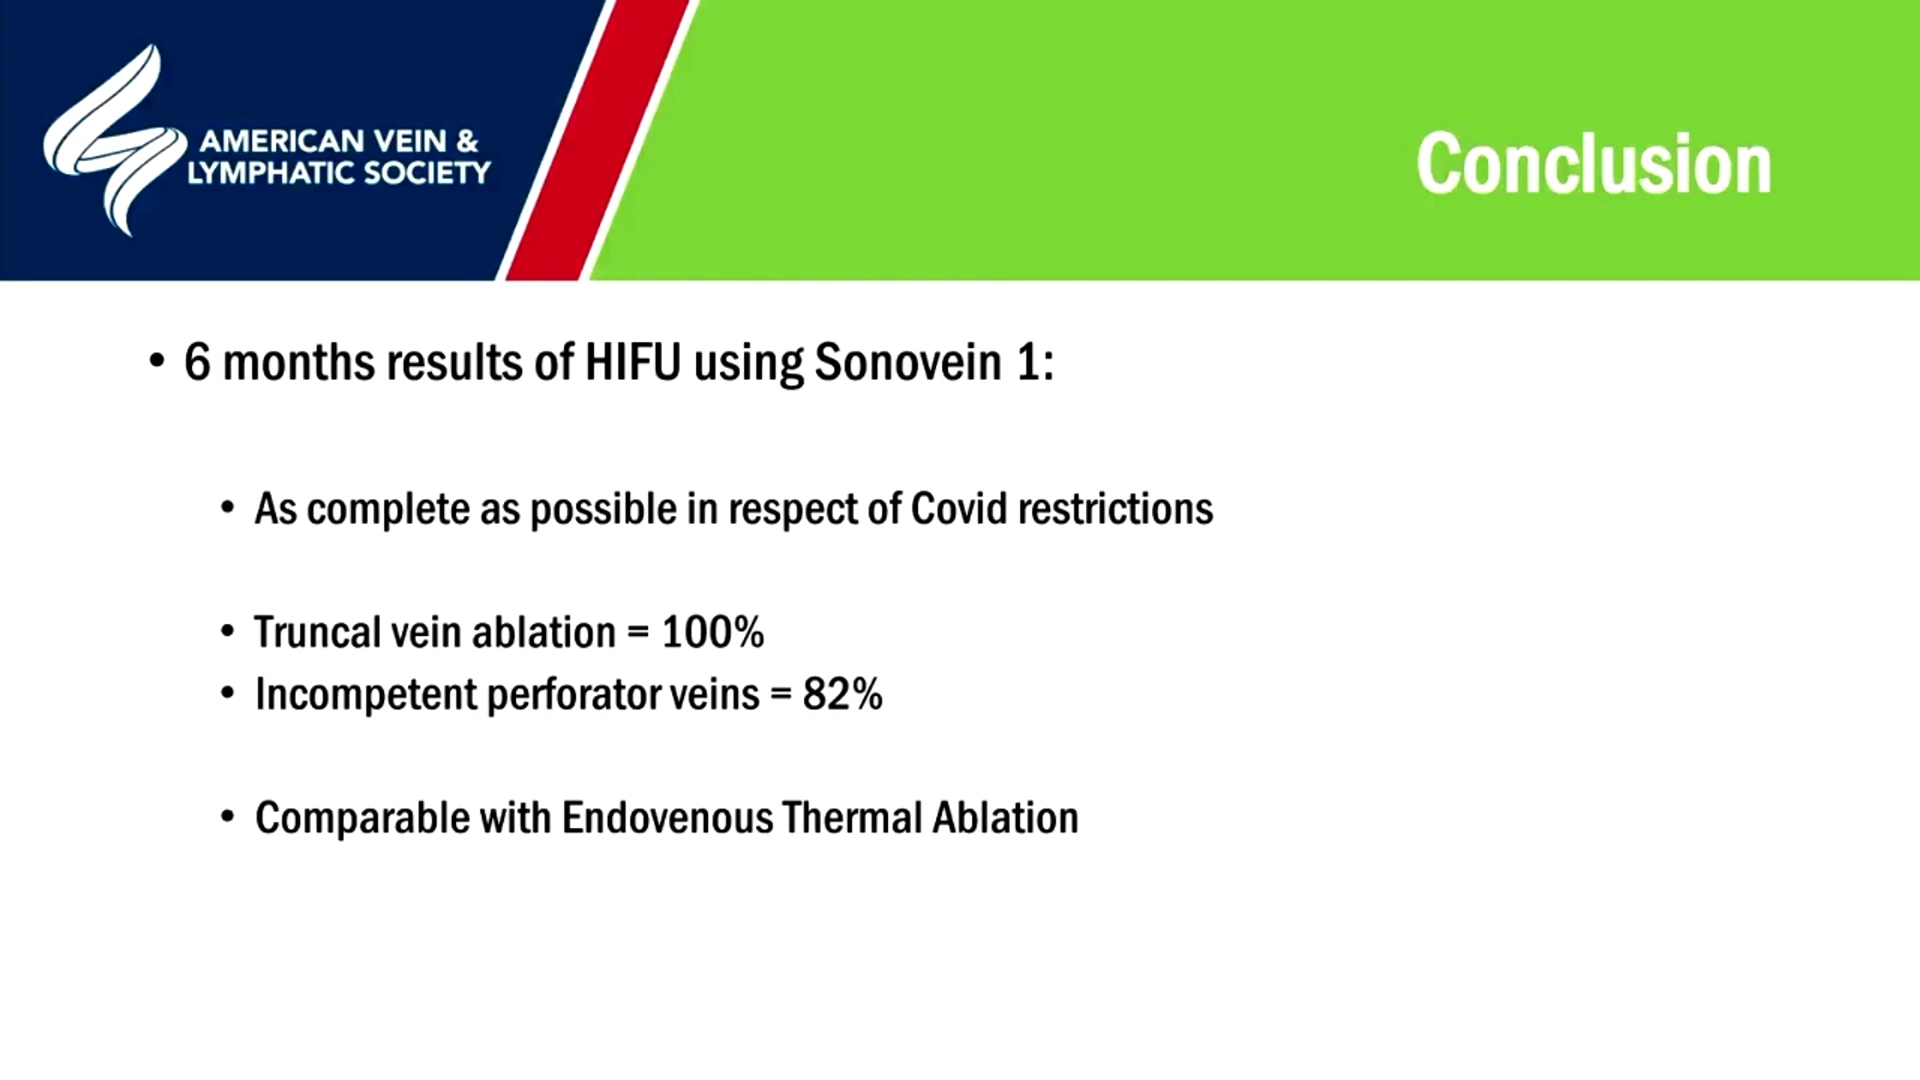 AMERICAN VEIN &
LYMPHATIC SOCIETY
Conclusion
• 6 months results of HIFU using Sonovein 1:
• As complete as possible in respect of Covid restrictions
• Truncal vein ablation = 100%
• Incompetent perforator veins = 82%
• Comparable with Endovenous Thermal Ablation